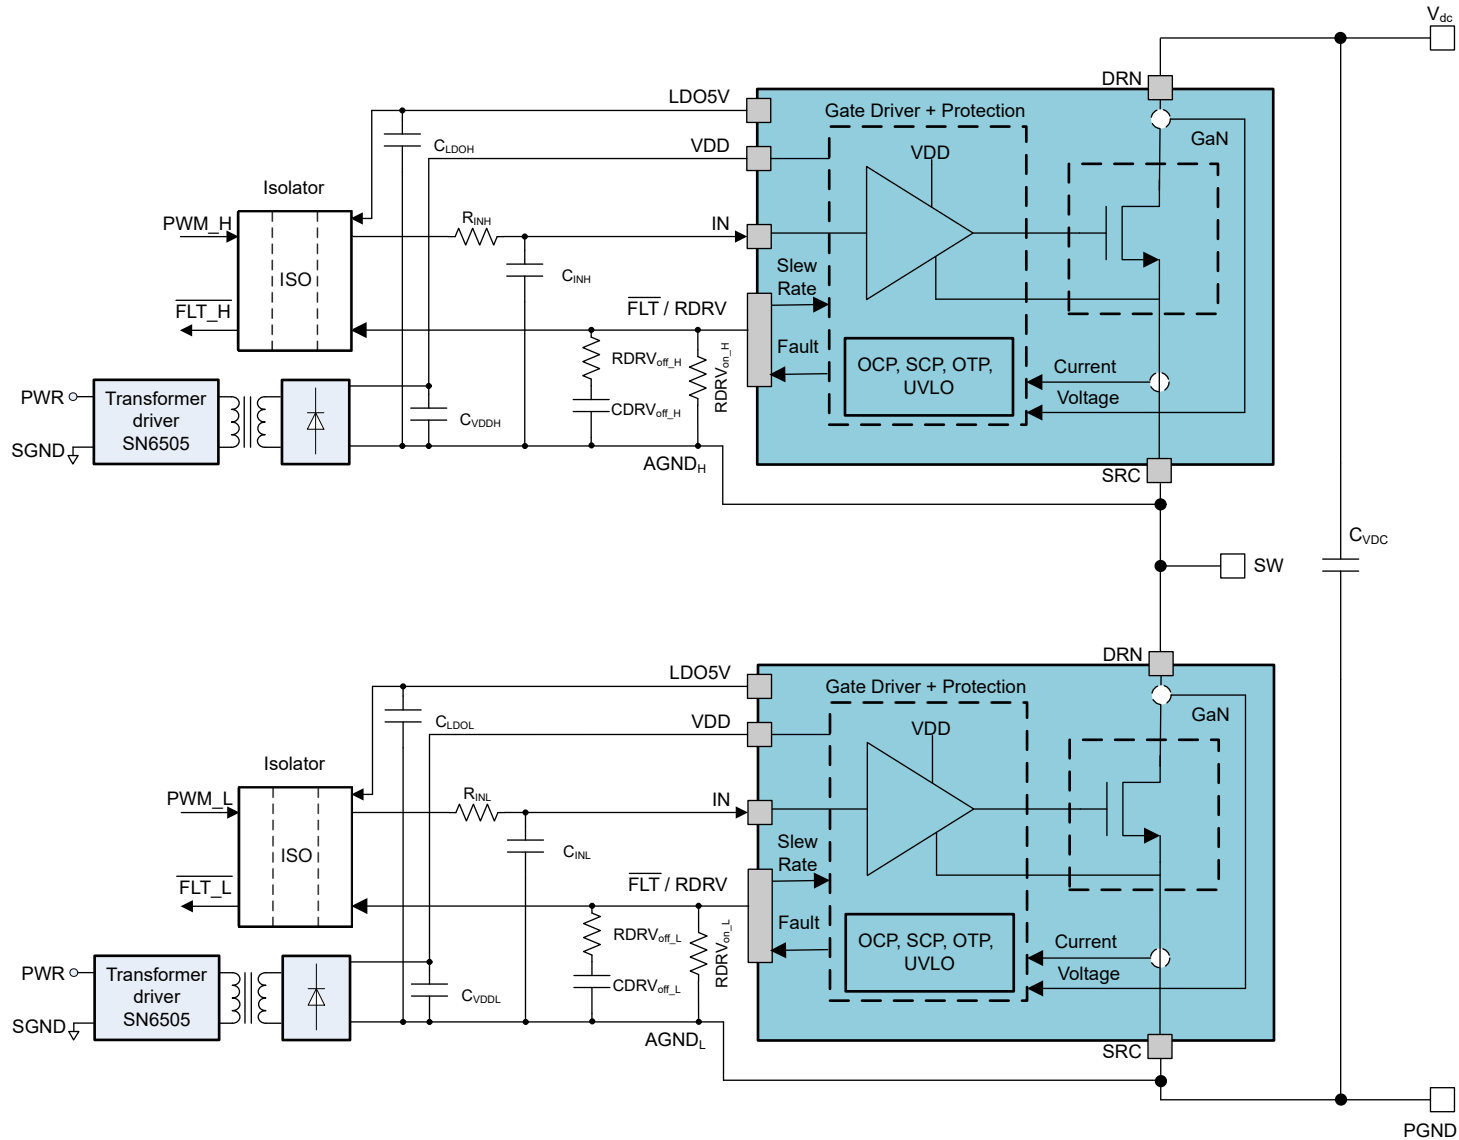 Vdc
DRN
LDO5V
Gate Driver + Protection
GaN
CLDOH
VDD
VDD
Isolator
PWM_H
RINH
IN
ISO
CINH
Slew
Rate
FLT_H
FLT / RDRV
RDRVoff_H
RDRVon_H
Fault
OCP, SCP, OTP,
UVLO
Current
Voltage
PWR
Transformer
driver
SN6505
CVDDH
CDRVoff_H
SGND
AGNDH
SRC
CVDC
SW
DRN
LDO5V
Gate Driver + Protection
GaN
CLDOL
VDD
VDD
Isolator
PWM_L
RINL
IN
ISO
CINL
Slew
Rate
FLT_L
FLT / RDRV
RDRVoff_L
RDRVon_L
Fault
OCP, SCP, OTP,
UVLO
Current
Voltage
PWR
Transformer
driver
SN6505
CVDDL
CDRVoff_L
SGND
AGNDL
SRC
PGND